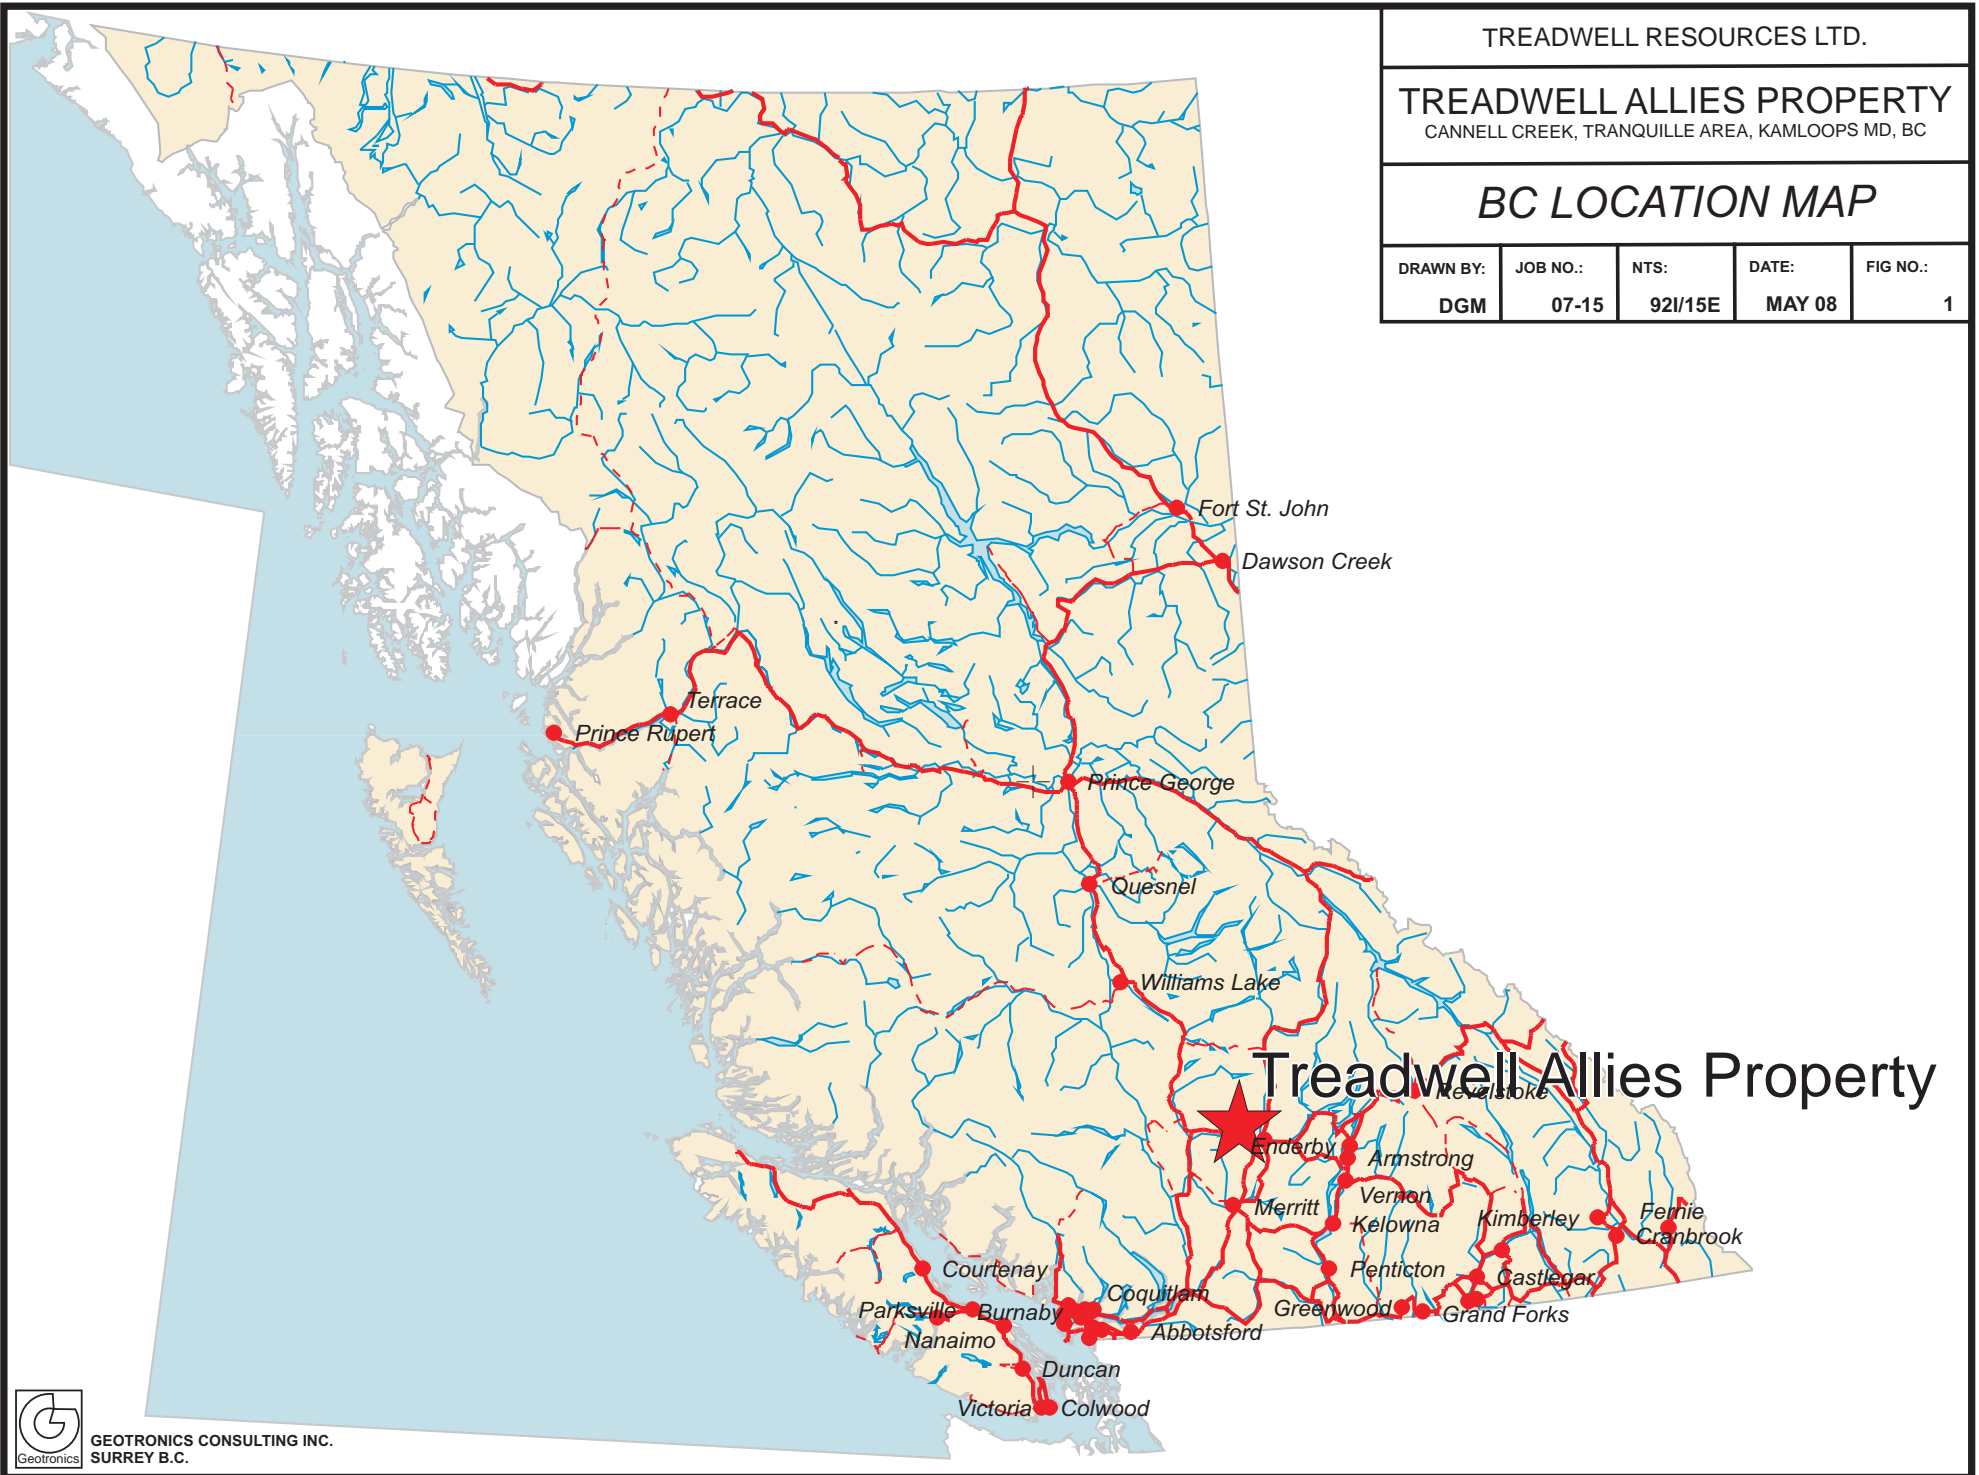 TREADWELL RESOURCES LTD.
TREADWELL ALLIES PROPERTY
CANNELL CREEK, TRANQUILLE AREA, KAMLOOPS MD, BC
BC LOCATION MAP
DRAWN BY: JOB NO.: NTS: DATE: FIG NO.:
DGM 07-15 92I/15E MAY 08 1
Fort St. John
Dawson Creek
Terrace
Prince Rupert
Prince George
Quesnel
Williams Lake
Treadwell Allies Property
Revelstoke
Enderby
Armstrong
Vernon
Merritt
Kelowna
Kimberley
Fernie
Cranbrook
Courtenay
Penticton
Castlegar
Coquitlam
Parksville
Burnaby
Greenwood
Grand Forks
Nanaimo
Abbotsford
Duncan
Victoria
Colwood
Geotronics
GEOTRONICS CONSULTING INC.
SURREY B.C.